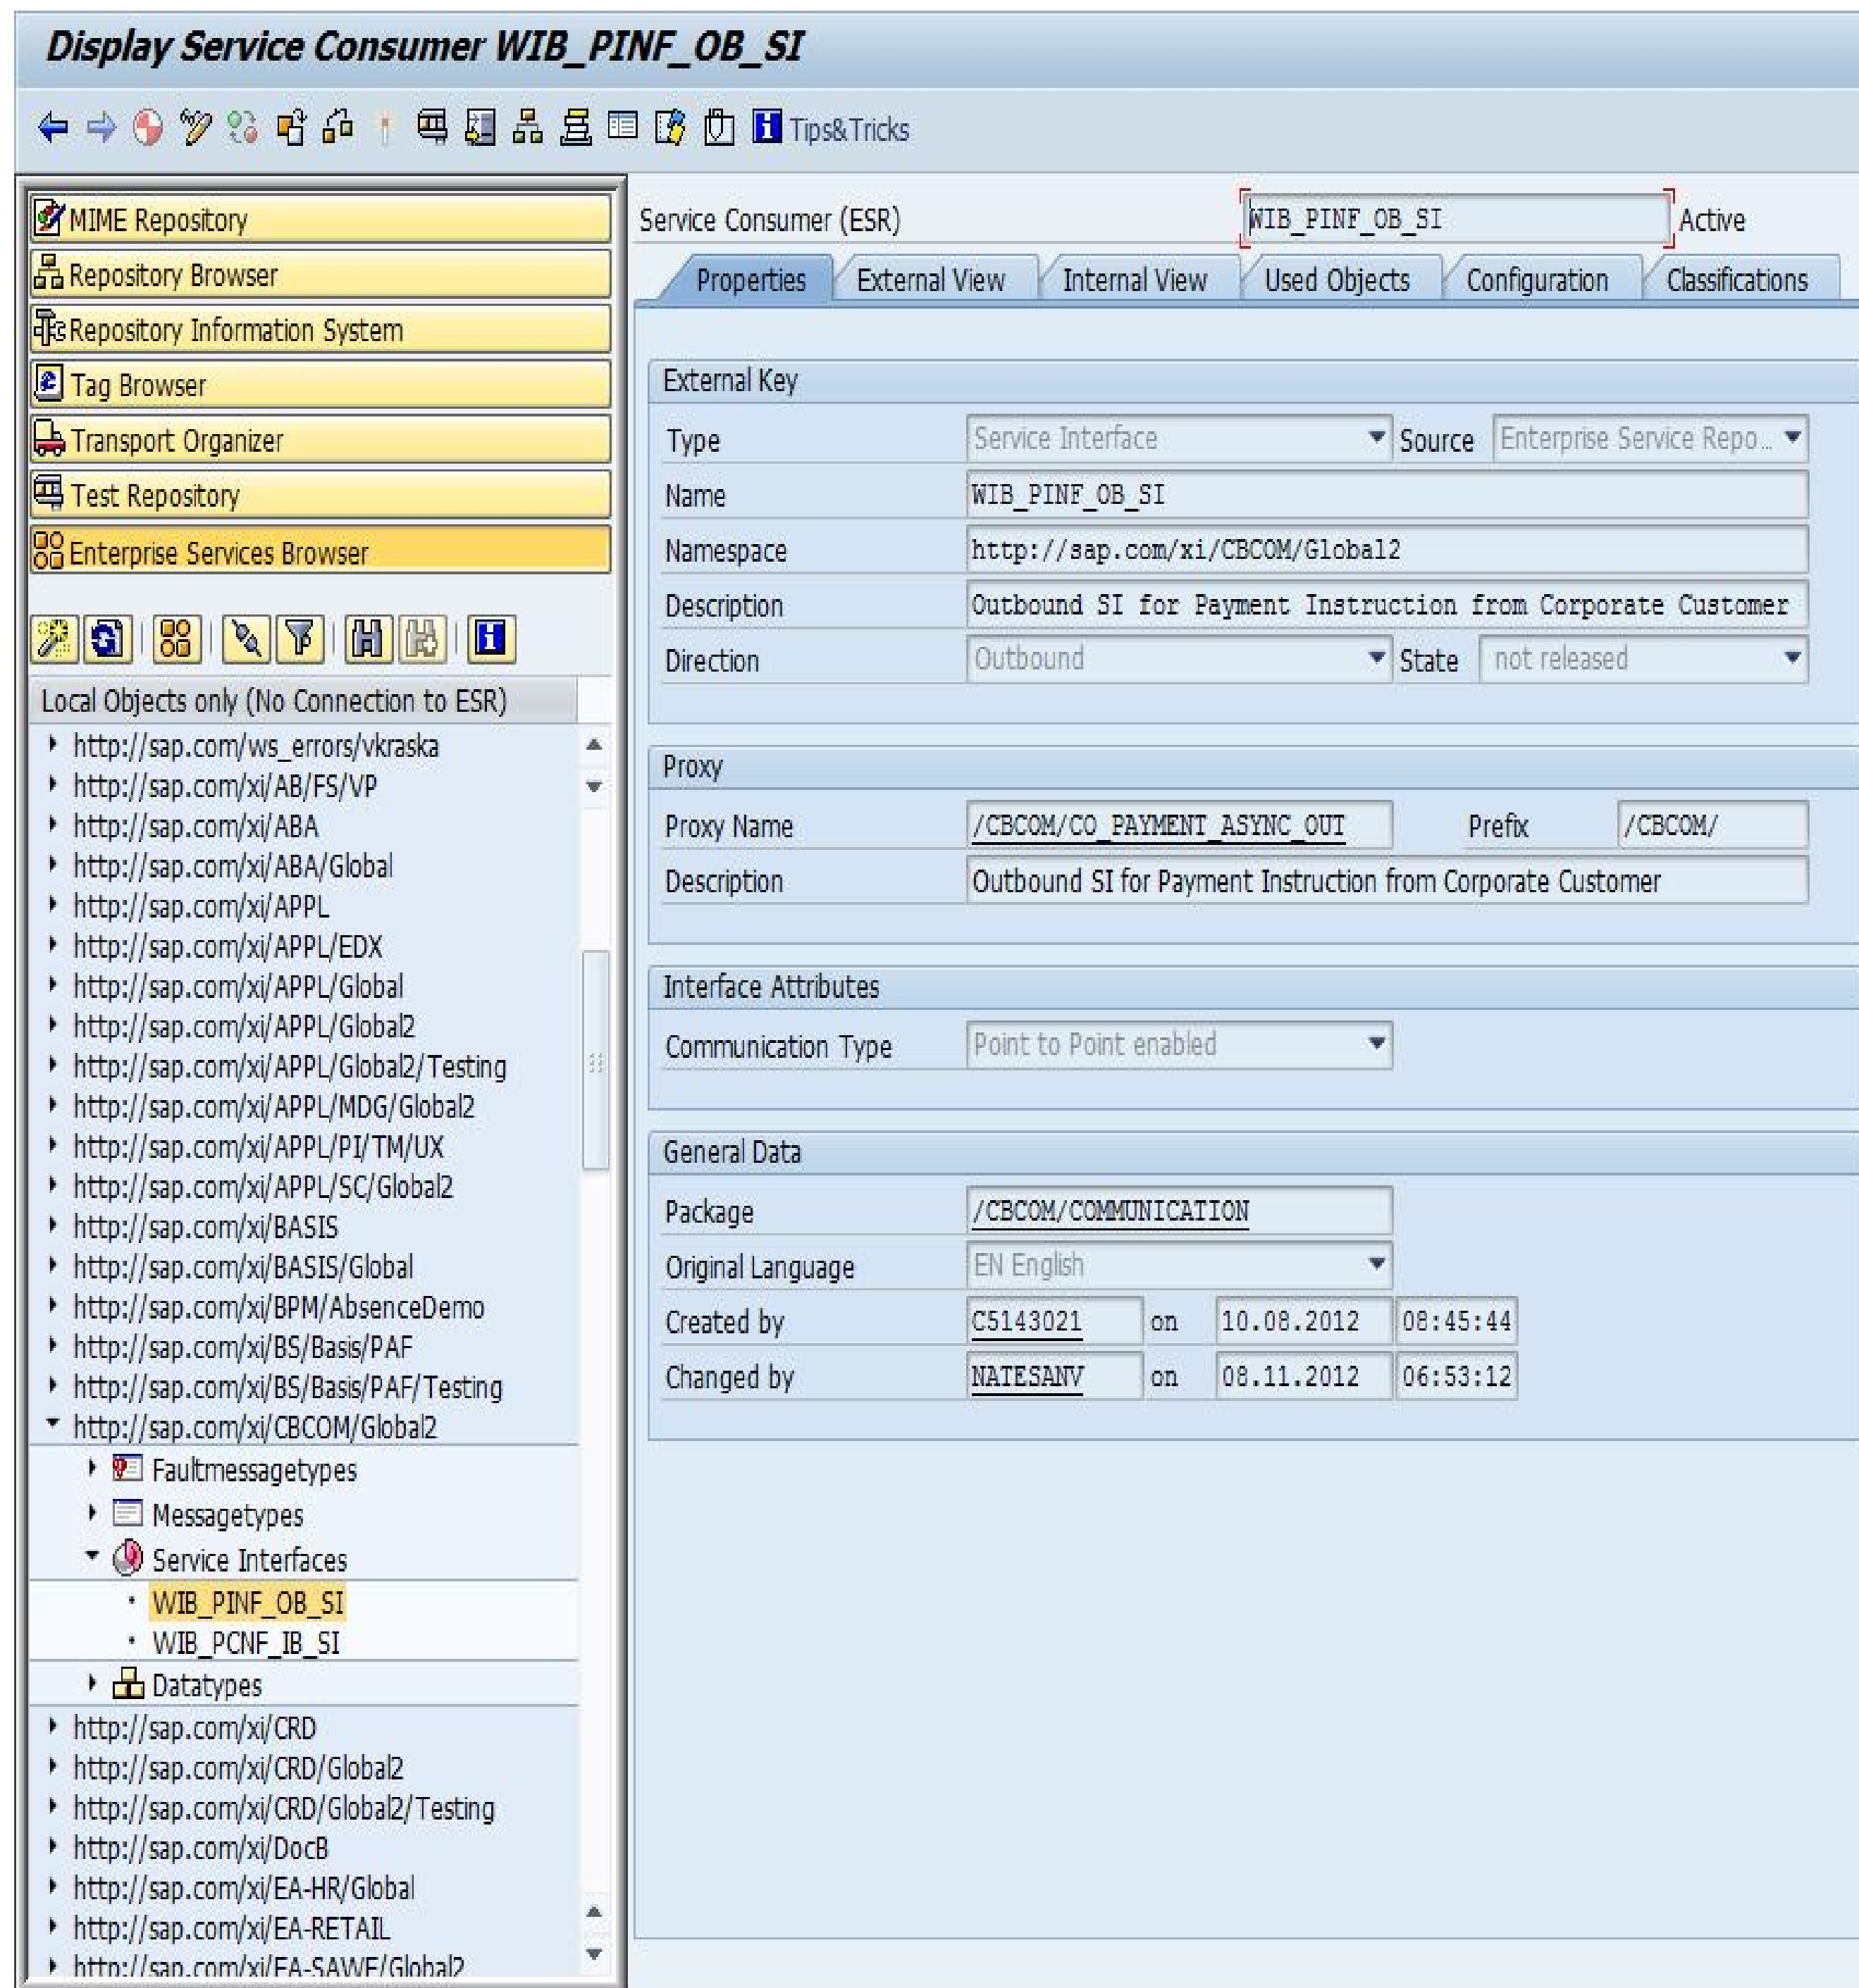 Display Service Consumer WIB_PINF_OB_SI
Tips&Tricks
MIME Repository
Repository Browser
Repository Information System
Tag Browser
Transport Organizer
Test Repository
Enterprise Services Browser
Local Objects only (No Connection to ESR)
http://sap.com/ws_errors/vkraska
http://sap.com/xi/AB/FS/VP
http://sap.com/xi/ABA
http://sap.com/xi/ABA/Global
http://sap.com/xi/APPL
http://sap.com/xi/APPL/EDX
http://sap.com/xi/APPL/Global
http://sap.com/xi/APPL/Global2
http://sap.com/xi/APPL/Global2/Testing
http://sap.com/xi/APPL/MDG/Global2
http://sap.com/xi/APPL/PI/TM/UX
http://sap.com/xi/APPL/SC/Global2
http://sap.com/xi/BASIS
http://sap.com/xi/BASIS/Global
http://sap.com/xi/BPM/AbsenceDemo
http://sap.com/xi/BS/Basis/PAF
http://sap.com/xi/BS/Basis/PAF/Testing
http://sap.com/xi/CBCOM/Global2
Faultmessagetypes
Messagetypes
Service Interfaces
WIB_PINF_OB_SI
WIB_PCNF_IB_SI
Datatypes
http://sap.com/xi/CRD
http://sap.com/xi/CRD/Global2
http://sap.com/xi/CRD/Global2/Testing
http://sap.com/xi/DocB
http://sap.com/xi/EA-HR/Global
http://sap.com/xi/EA-RETAIL
http://sap.com/xi/EA-SAWE/Global2
Service Consumer (ESR) WIB_PINF_OB_SI Active
Properties External View Internal View Used Objects Configuration Classifications
External Key
Type Service Interface Source Enterprise Service Repo...
Name WIB_PINF_OB_SI
Namespace http://sap.com/xi/CBCOM/Global2
Description Outbound SI for Payment Instruction from Corporate Customer
Direction Outbound State not released
Proxy
Proxy Name /CBCOM/CO_PAYMENT_ASYNC_OUT Prefix /CBCOM/
Description Outbound SI for Payment Instruction from Corporate Customer
Interface Attributes
Communication Type Point to Point enabled
General Data
Package /CBCOM/COMMUNICATION
Original Language EN English
Created by C5143021 on 10.08.2012 08:45:44
Changed by NATESANV on 08.11.2012 06:53:12